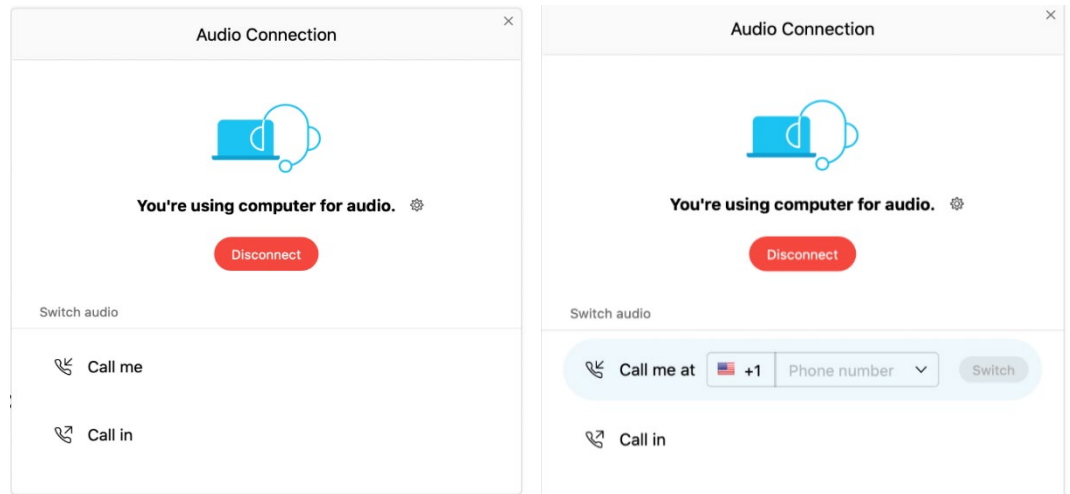 Audio Connection
You're using computer for audio.
Disconnect
Switch audio
Call me
Call in
Audio Connection
You're using computer for audio.
Disconnect
Switch audio
Call me at +1 Phone number Switch
Call in